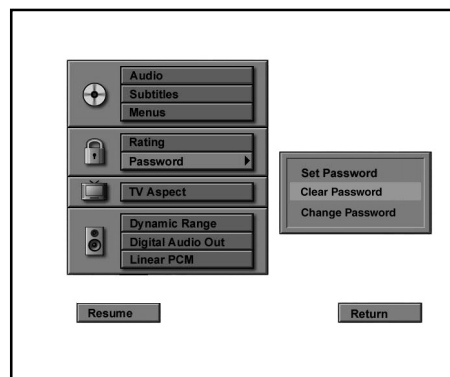 Audio
Subtitles
Menus
Rating
Password
TV Aspect
Dynamic Range
Digital Audio Out
Linear PCM
Set Password
Clear Password
Change Password
Resume
Return